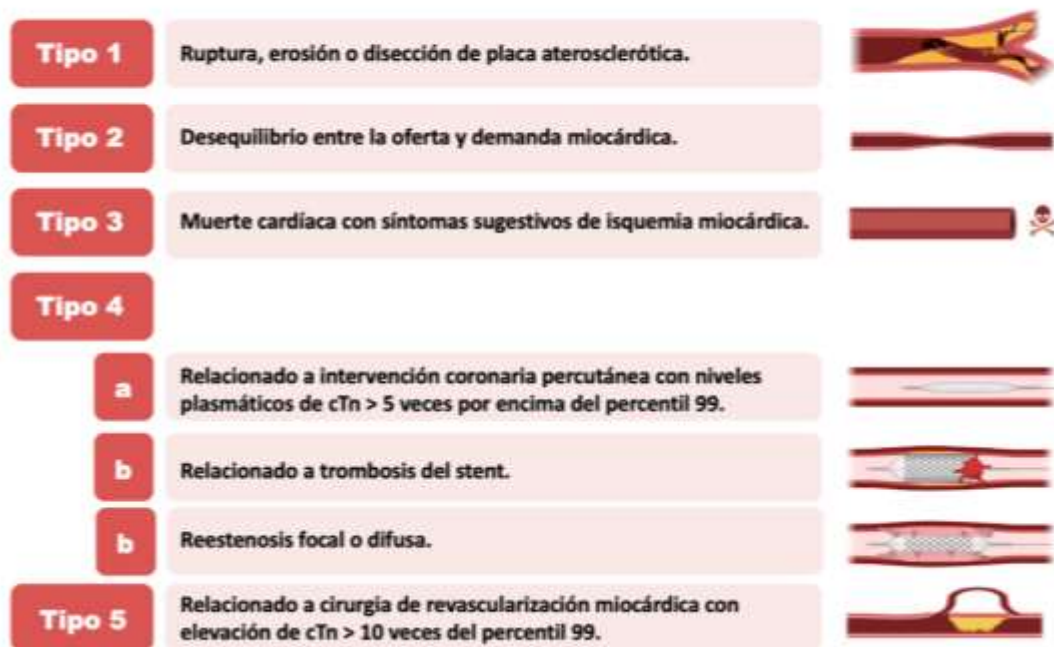 Tipo 1
Ruptura, erosión o disección de placa aterosclerótica.
Tipo 2
Desequilibrio entre la oferta y demanda miocárdica.
Tipo 3
Muerte cardíaca con síntomas sugestivos de isquemia miocárdica.
Tipo 4
a
Relacionado a intervención coronaria percutánea con niveles
plasmáticos de cTn > 5 veces por encima del percentil 99.
b
Relacionado a trombosis del stent.
b
Reestenosis focal o difusa.
Tipo 5
Relacionado a cirugia de revascularización miocárdica con
elevación de cTn > 10 veces del percentil 99.